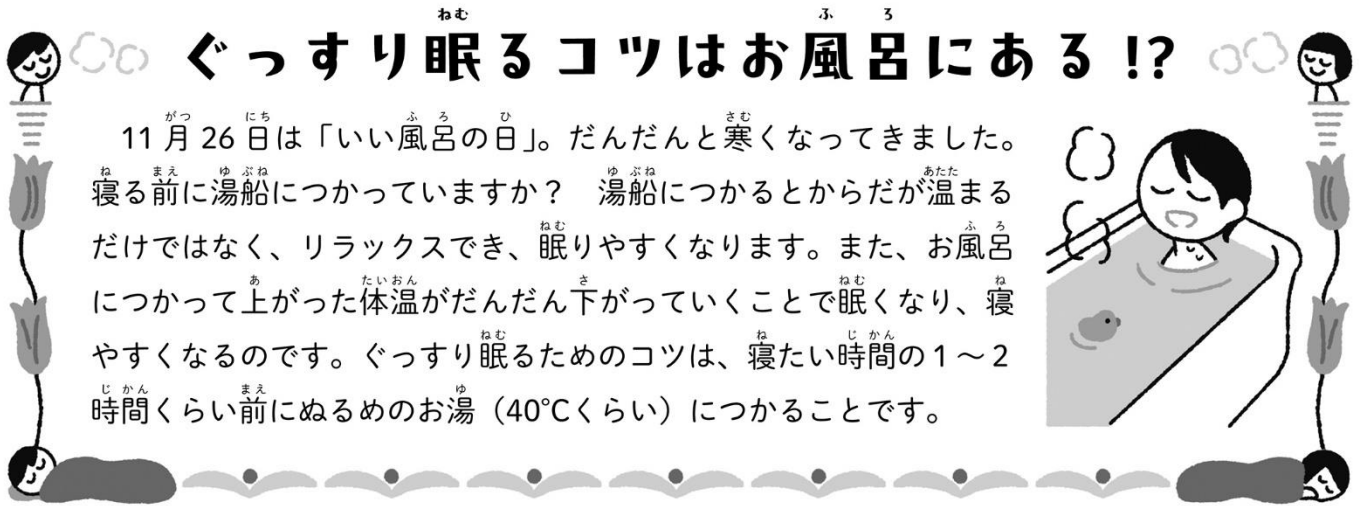 ぐっすり眠るコツはお風呂にある!?
11月26日は「いい風呂の日」。だんだんと寒くなってきました。
寝る前に湯船につかっていますか？　湯船につかるとからだが温まる
だけではなく、リラックスでき、眠りやすくなります。また、お風呂
につかって上がった体温がだんだん下がっていくことで眠くなり、寝
やすくなるのです。ぐっすり眠るためのコツは、寝たい時間の1～2
時間くらい前にぬるめのお湯（40℃くらい）につかることです。